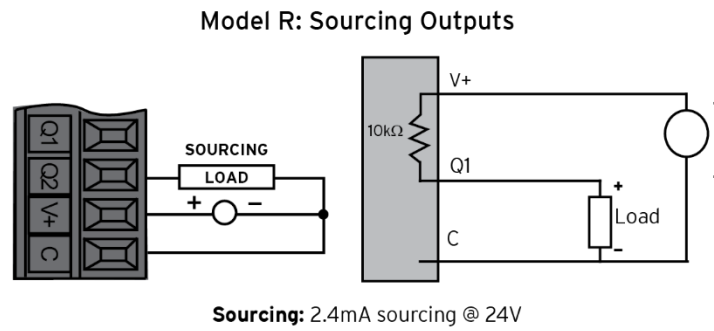 Model R: Sourcing Outputs
Q1
Q2
V+
C
SOURCING
LOAD
+ −
V+
10kΩ
Q1
+
Load
−
C
Sourcing: 2.4mA sourcing @ 24V